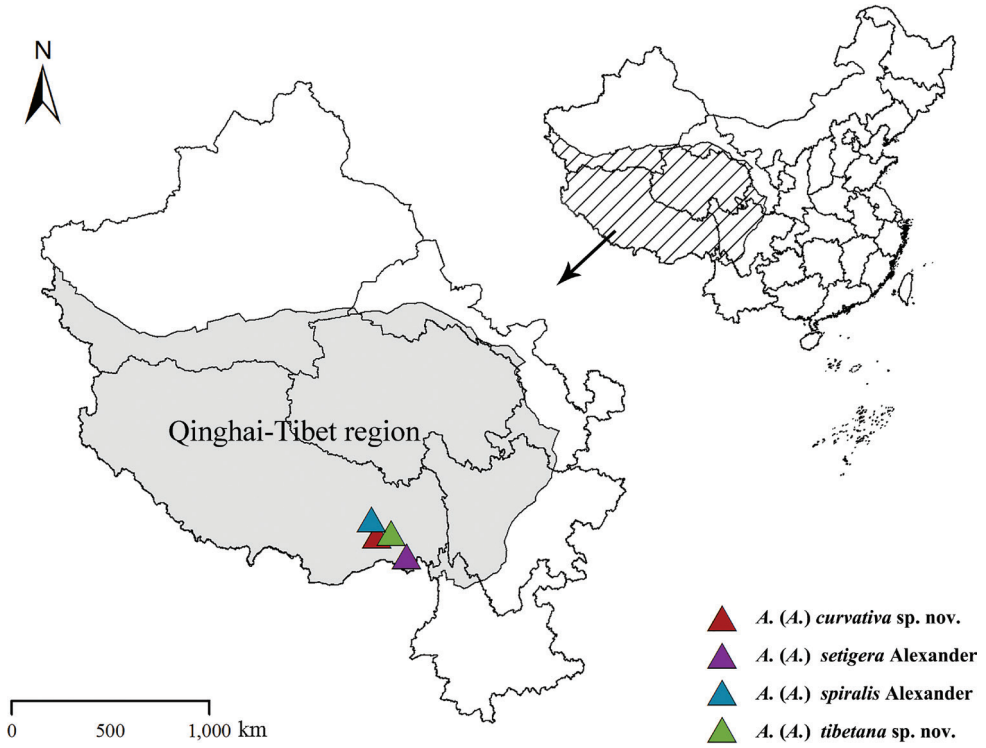 N
Qinghai-Tibet region
A. (A.) curvativa sp. nov.
A. (A.) setigera Alexander
A. (A.) spiralis Alexander
A. (A.) tibetana sp. nov.
0 500 1,000 km